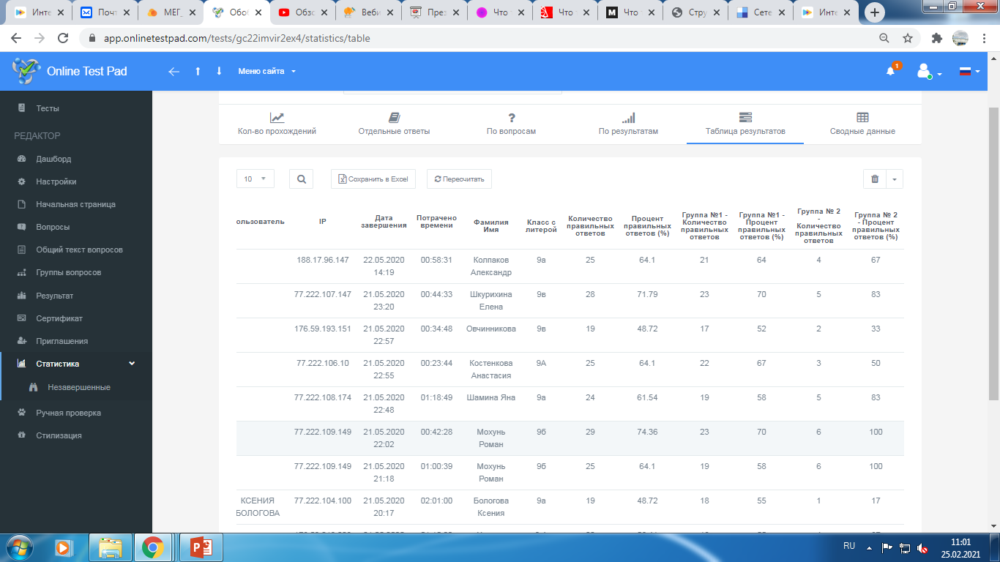 Инте
Почт
МЕГ_
Обоб
Обзо
Веби
През
Что
Что т
Что
Стру
Сете
Инте
app.onlinetestpad.com/tests/gc22imvir2ex4/statistics/table
Online Test Pad
Меню сайта
1
Тесты
РЕДАКТОР
Дашборд
Настройки
Начальная страница
Вопросы
Общий текст вопросов
Группы вопросов
Результат
Сертификат
Приглашения
Статистика
Незавершенные
Ручная проверка
Стилизация
Кол-во прохождений
Отдельные ответы
По вопросам
По результатам
Таблица результатов
Сводные данные
10
Сохранить в Excel
Пересчитать
ользователь IP Дата завершения Потрачено времени Фамилия Имя Класс с литерой Количество правильных ответов Процент правильных ответов (%) Группа №1 - Количество правильных ответов Группа №1 - Процент правильных ответов (%) Группа № 2 - Количество правильных ответов Группа № 2 - Процент правильных ответов (%)
188.17.96.147 22.05.2020 14:19 00:58:31 Колпаков Александр 9а 25 64.1 21 64 4 67
77.222.107.147 21.05.2020 23:20 00:44:33 Шкурихина Елена 9в 28 71.79 23 70 5 83
176.59.193.151 21.05.2020 22:57 00:34:48 Овчинникова 9в 19 48.72 17 52 2 33
77.222.106.10 21.05.2020 22:55 00:23:44 Костенкова Анастасия 9А 25 64.1 22 67 3 50
77.222.108.174 21.05.2020 22:48 01:18:49 Шамина Яна 9а 24 61.54 19 58 5 83
77.222.109.149 21.05.2020 22:02 00:42:28 Мохунь Роман 9б 29 74.36 23 70 6 100
77.222.109.149 21.05.2020 21:18 01:00:39 Мохунь Роман 9б 25 64.1 19 58 6 100
КСЕНИЯ БОЛОГОВА 77.222.104.100 21.05.2020 20:17 02:01:00 Бологова Ксения 9а 19 48.72 18 55 1 17
RU
11:01
25.02.2021